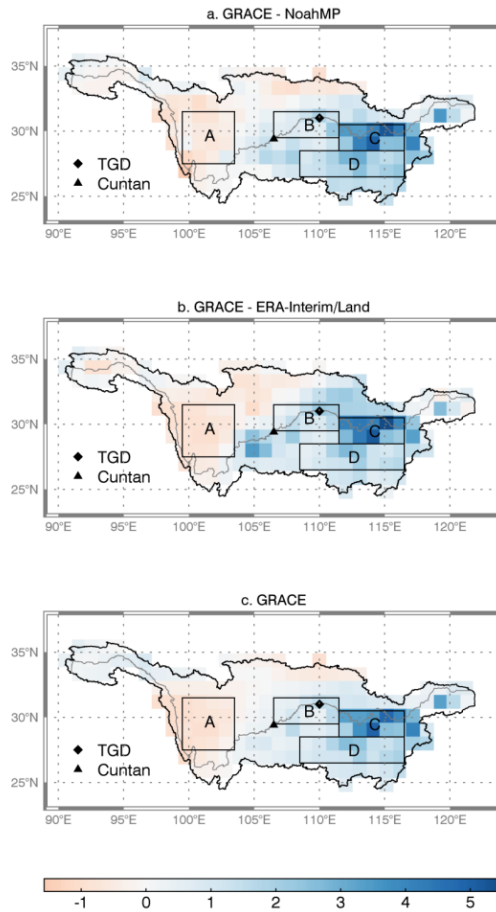 a. GRACE - NoahMP
35°N
30°N
25°N
A
B
C
D
TGD
Cuntan
90°E 95°E 100°E 105°E 110°E 115°E 120°E
b. GRACE - ERA-Interim/Land
35°N
30°N
25°N
A
B
C
D
TGD
Cuntan
90°E 95°E 100°E 105°E 110°E 115°E 120°E
c. GRACE
35°N
30°N
25°N
A
B
C
D
TGD
Cuntan
90°E 95°E 100°E 105°E 110°E 115°E 120°E
-1 0 1 2 3 4 5